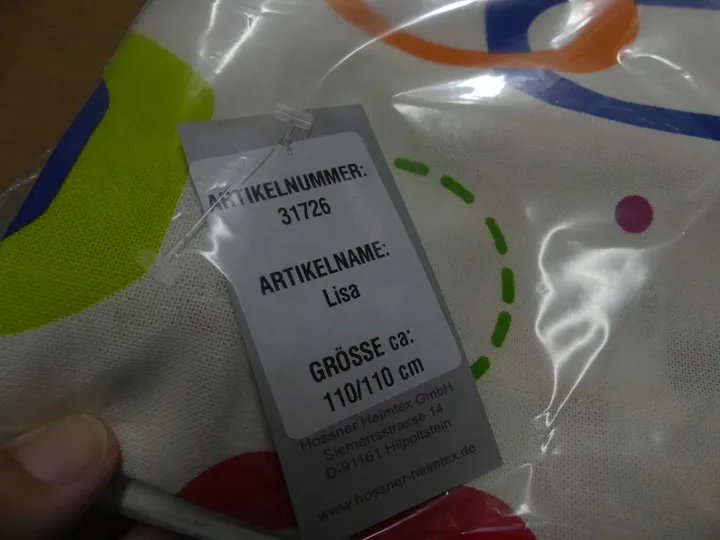 ARTIKELNUMMER:
31726
ARTIKELNAME:
Lisa
GRÖSSE ca:
110/110 cm
Hossner Heimtex GmbH
Siemensstrasse 14
D-91161 Hilpoltstein
www.hossner-heimtex.de